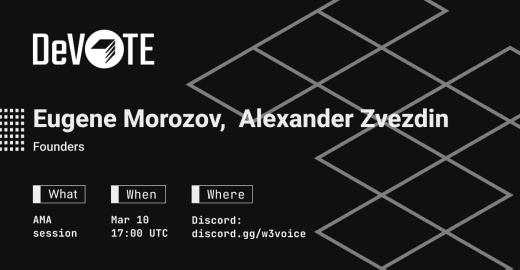 DeVOTE
Eugene Morozov,  Alexander Zvezdin
Founders
What
When
Where
AMA
session
Mar 10
17:00 UTC
Discord:
discord.gg/w3voice